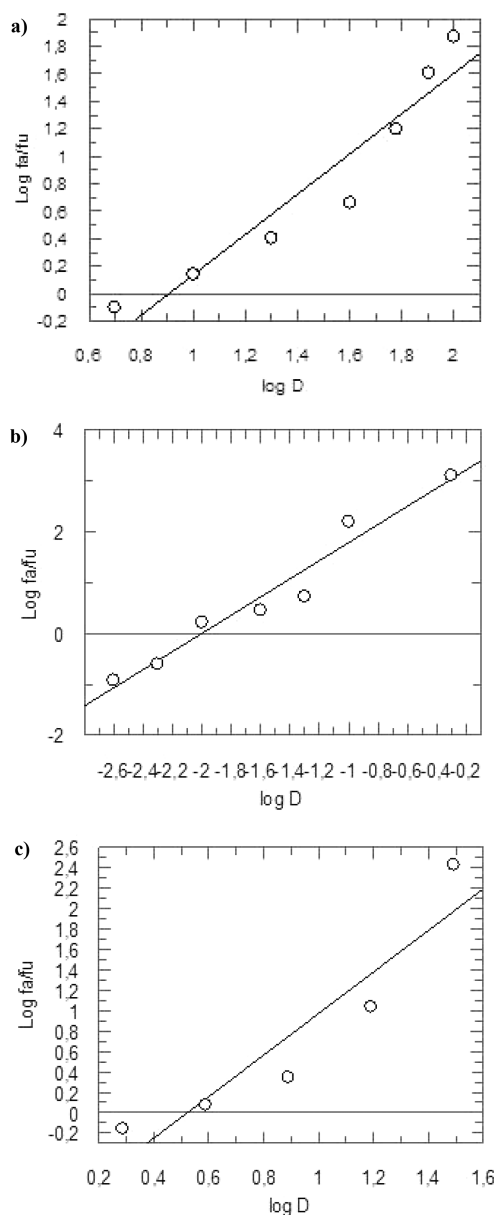 a)
2
1,8
1,6
1,4
1,2
1
0,8
0,6
0,4
0,2
0
-0,2
Log fa/fu
0,6 0,8 1 1,2 1,4 1,6 1,8 2
log D
b)
4
2
0
-2
Log fa/fu
-2,6-2,4-2,2 -2 -1,8-1,6-1,4-1,2 -1 -0,8-0,6-0,4-0,2
log D
c)
2,6
2,4
2,2
2
1,8
1,6
1,4
1,2
1
0,8
0,6
0,4
0,2
0
-0,2
Log fa/fu
0,2 0,4 0,6 0,8 1 1,2 1,4 1,6
log D